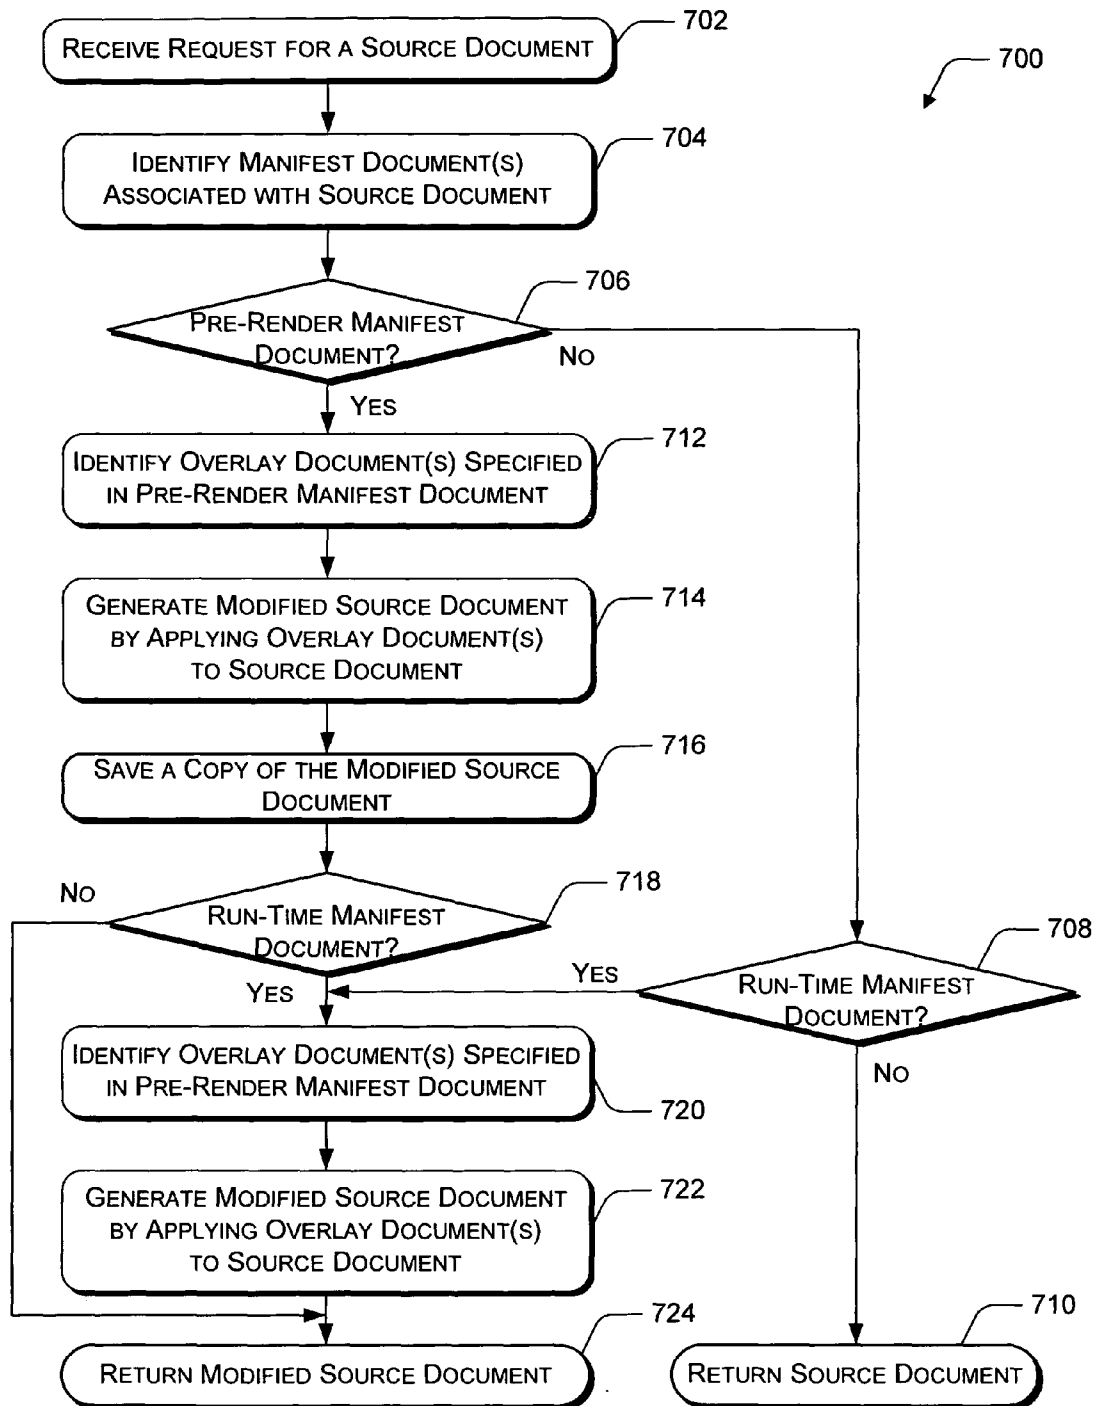 702
RECEIVE REQUEST FOR A SOURCE DOCUMENT
700
704
IDENTIFY MANIFEST DOCUMENT(S)
ASSOCIATED WITH SOURCE DOCUMENT
706
PRE-RENDER MANIFEST
DOCUMENT?
NO
YES
712
IDENTIFY OVERLAY DOCUMENT(S) SPECIFIED
IN PRE-RENDER MANIFEST DOCUMENT
714
GENERATE MODIFIED SOURCE DOCUMENT
BY APPLYING OVERLAY DOCUMENT(S)
TO SOURCE DOCUMENT
716
SAVE A COPY OF THE MODIFIED SOURCE
DOCUMENT
718
NO
RUN-TIME MANIFEST
DOCUMENT?
YES
708
YES
RUN-TIME MANIFEST
DOCUMENT?
NO
IDENTIFY OVERLAY DOCUMENT(S) SPECIFIED
IN PRE-RENDER MANIFEST DOCUMENT
720
722
GENERATE MODIFIED SOURCE DOCUMENT
BY APPLYING OVERLAY DOCUMENT(S)
TO SOURCE DOCUMENT
724
RETURN MODIFIED SOURCE DOCUMENT
710
RETURN SOURCE DOCUMENT